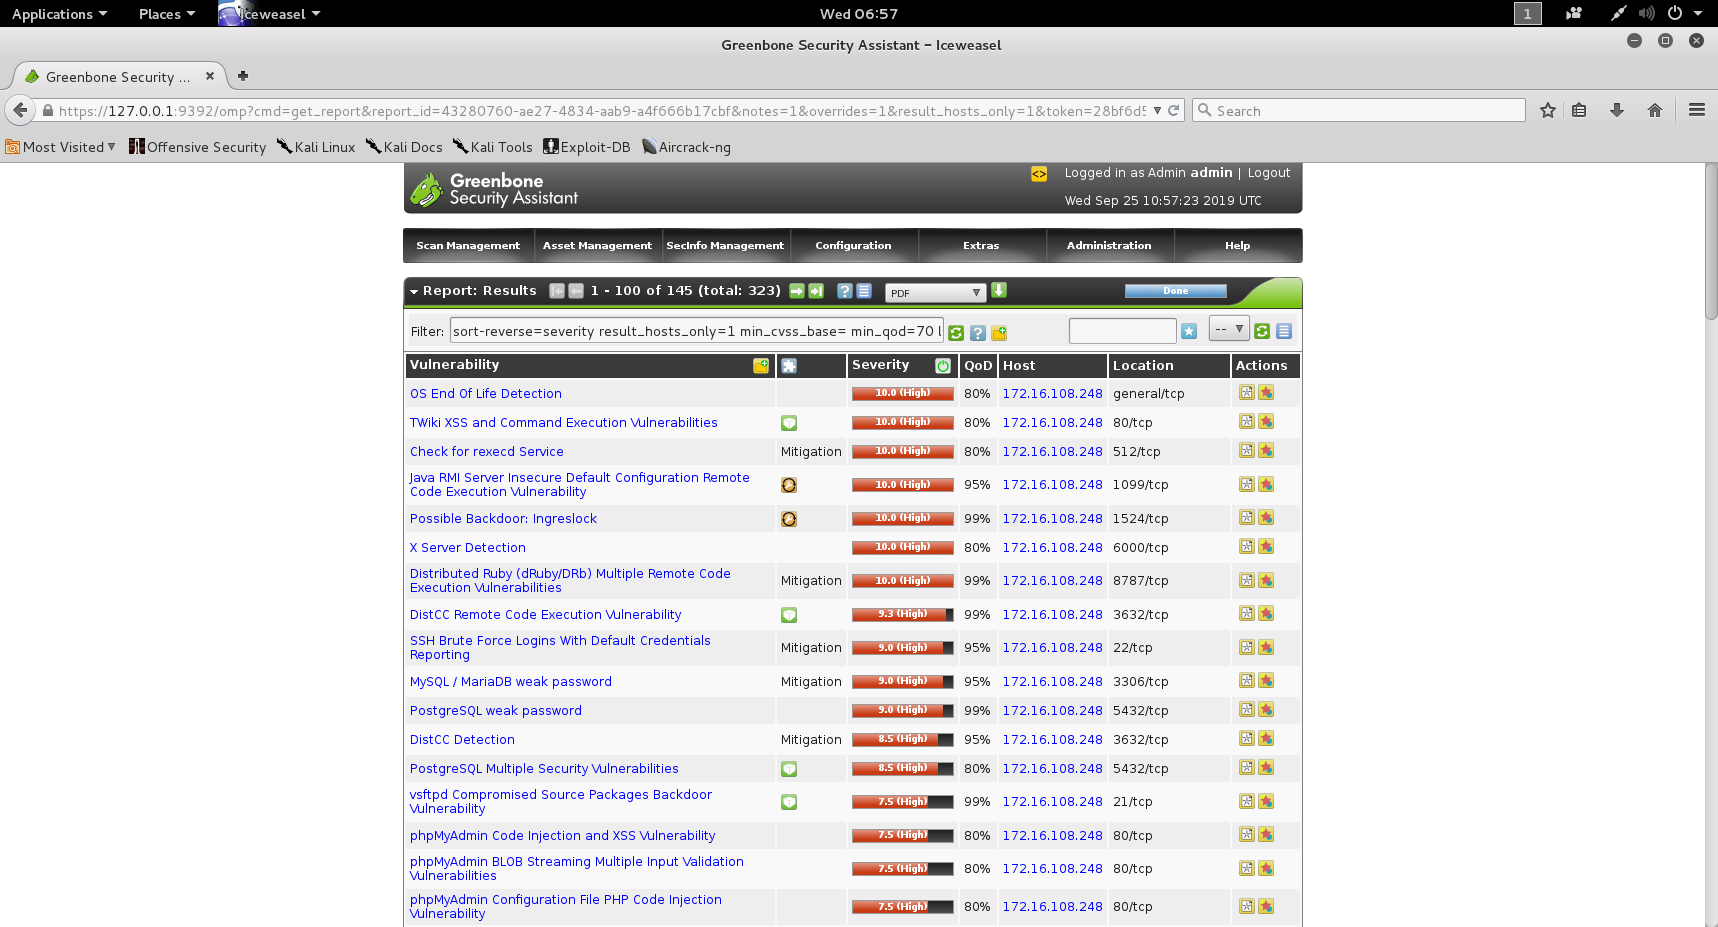 Applications Places Iceweasel Wed 06:57 1
Greenbone Security Assistant - Iceweasel
Greenbone Security ...
https://127.0.0.1:9392/omp?cmd=get_report&report_id=43280760-ae27-4834-aab9-a4f666b17cbf&notes=1&overrides=1&result_hosts_only=1&token=28bf6d5 Search
Most Visited Offensive Security Kali Linux Kali Docs Kali Tools Exploit-DB Aircrack-ng
Greenbone
Security Assistant
Logged in as Admin admin | Logout
Wed Sep 25 10:57:23 2019 UTC
Scan Management Asset Management SecInfo Management Configuration Extras Administration Help
Report: Results 1 - 100 of 145 (total: 323) PDF Done
Filter: sort-reverse=severity result_hosts_only=1 min_cvss_base= min_qod=70 l --
Vulnerability Severity QoD Host Location Actions
OS End Of Life Detection 10.0 (High) 80% 172.16.108.248 general/tcp
TWiki XSS and Command Execution Vulnerabilities 10.0 (High) 80% 172.16.108.248 80/tcp
Check for rexecd Service Mitigation 10.0 (High) 80% 172.16.108.248 512/tcp
Java RMI Server Insecure Default Configuration Remote
Code Execution Vulnerability 10.0 (High) 95% 172.16.108.248 1099/tcp
Possible Backdoor: Ingreslock 10.0 (High) 99% 172.16.108.248 1524/tcp
X Server Detection 10.0 (High) 80% 172.16.108.248 6000/tcp
Distributed Ruby (dRuby/DRb) Multiple Remote Code
Execution Vulnerabilities Mitigation 10.0 (High) 99% 172.16.108.248 8787/tcp
DistCC Remote Code Execution Vulnerability 9.3 (High) 99% 172.16.108.248 3632/tcp
SSH Brute Force Logins With Default Credentials
Reporting Mitigation 9.0 (High) 95% 172.16.108.248 22/tcp
MySQL / MariaDB weak password Mitigation 9.0 (High) 95% 172.16.108.248 3306/tcp
PostgreSQL weak password 9.0 (High) 99% 172.16.108.248 5432/tcp
DistCC Detection Mitigation 8.5 (High) 95% 172.16.108.248 3632/tcp
PostgreSQL Multiple Security Vulnerabilities 8.5 (High) 80% 172.16.108.248 5432/tcp
vsftpd Compromised Source Packages Backdoor
Vulnerability 7.5 (High) 99% 172.16.108.248 21/tcp
phpMyAdmin Code Injection and XSS Vulnerability 7.5 (High) 80% 172.16.108.248 80/tcp
phpMyAdmin BLOB Streaming Multiple Input Validation
Vulnerabilities 7.5 (High) 80% 172.16.108.248 80/tcp
phpMyAdmin Configuration File PHP Code Injection
Vulnerability 7.5 (High) 80% 172.16.108.248 80/tcp